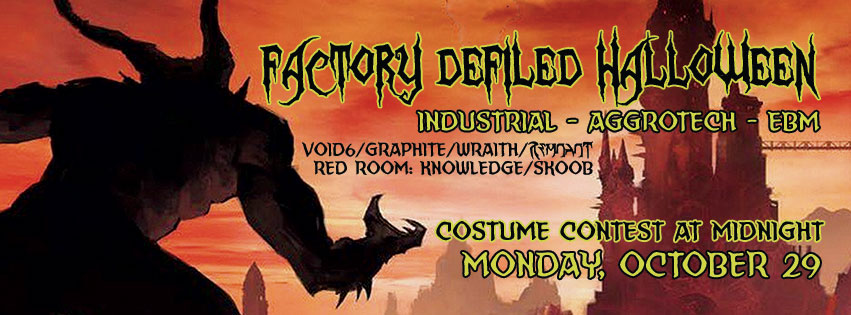 FACTORY DEFILED HALLOWEEN
INDUSTRIAL - AGGROTECH - EBM
VOID6/GRAPHITE/WRAITH/
RED ROOM: KNOWLEDGE/SKOOB
COSTUME CONTEST AT MIDNIGHT
MONDAY, OCTOBER 29